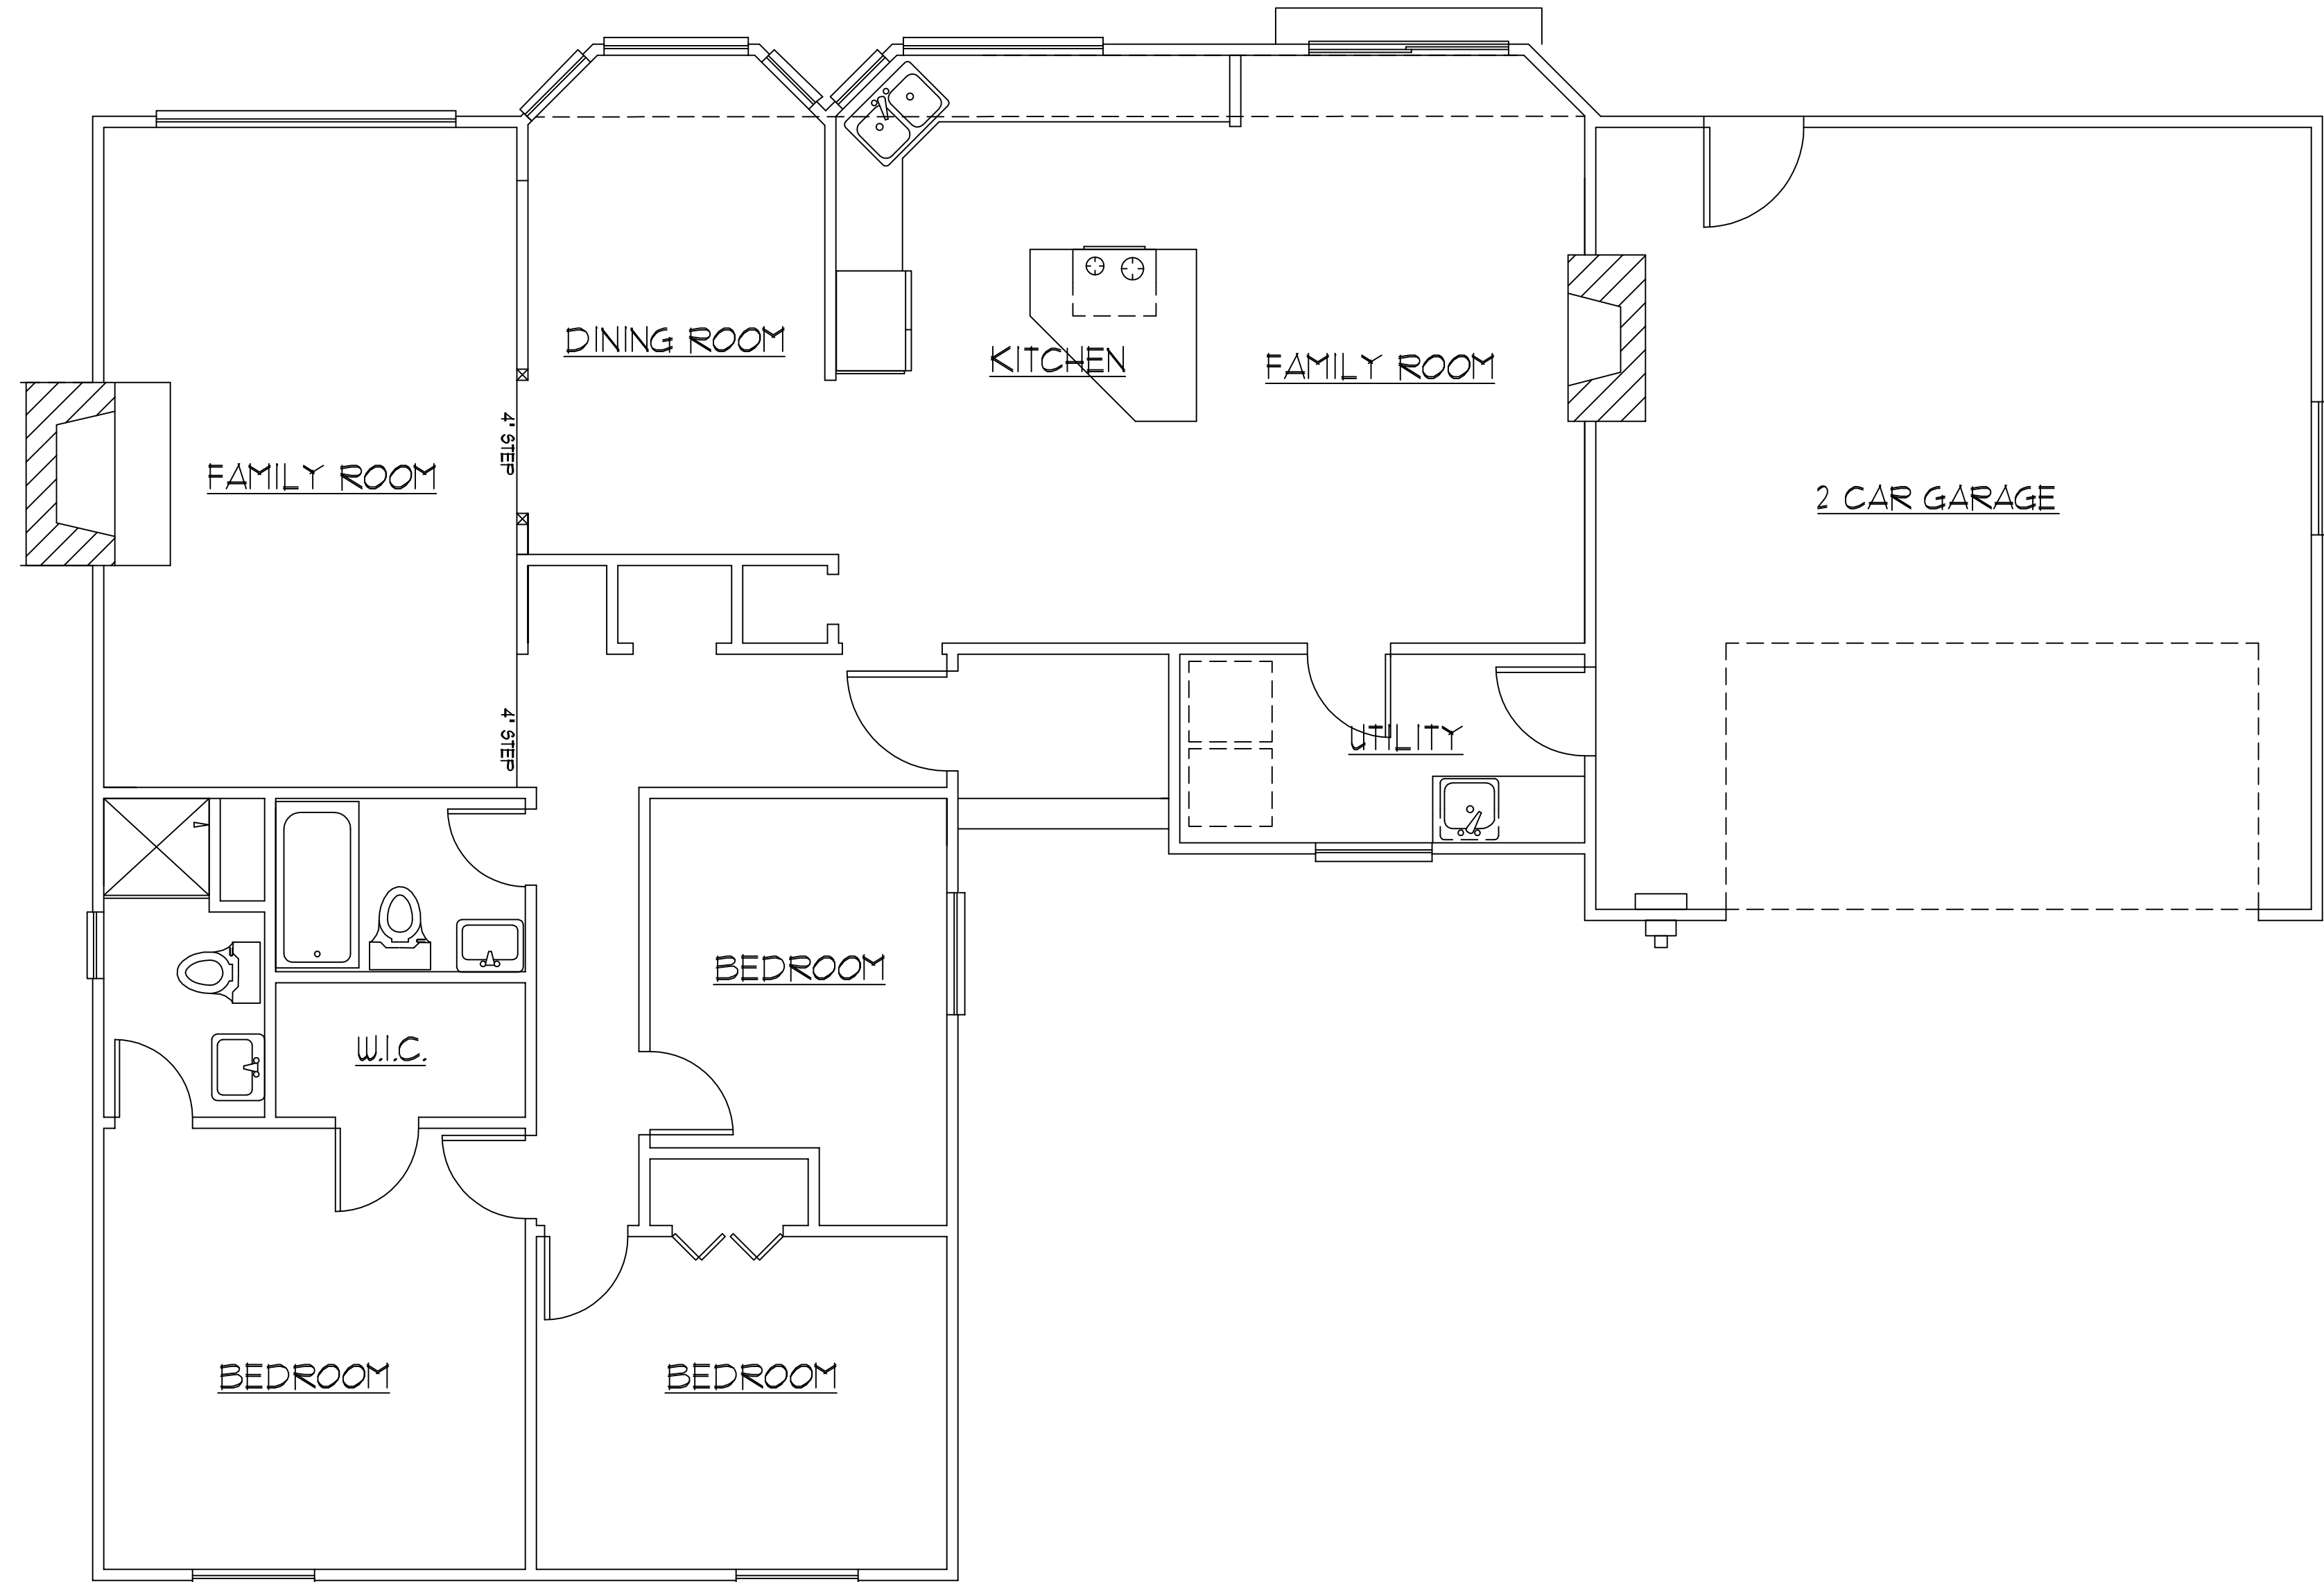 DINING ROOM
KITCHEN
FAMILY ROOM
4" STEP
FAMILY ROOM
2 CAR GARAGE
4" STEP
UTILITY
BEDROOM
W.I.C.
BEDROOM
BEDROOM